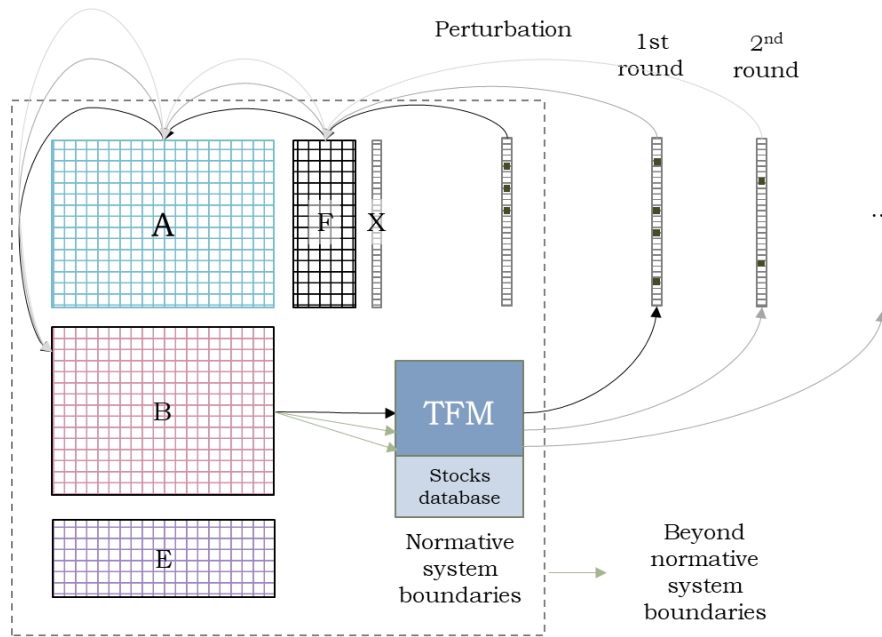 Perturbation
1st
round
2nd
round
A
F
X
...
B
TFM
Stocks
database
E
Normative
system
boundaries
Beyond
normative
system
boundaries